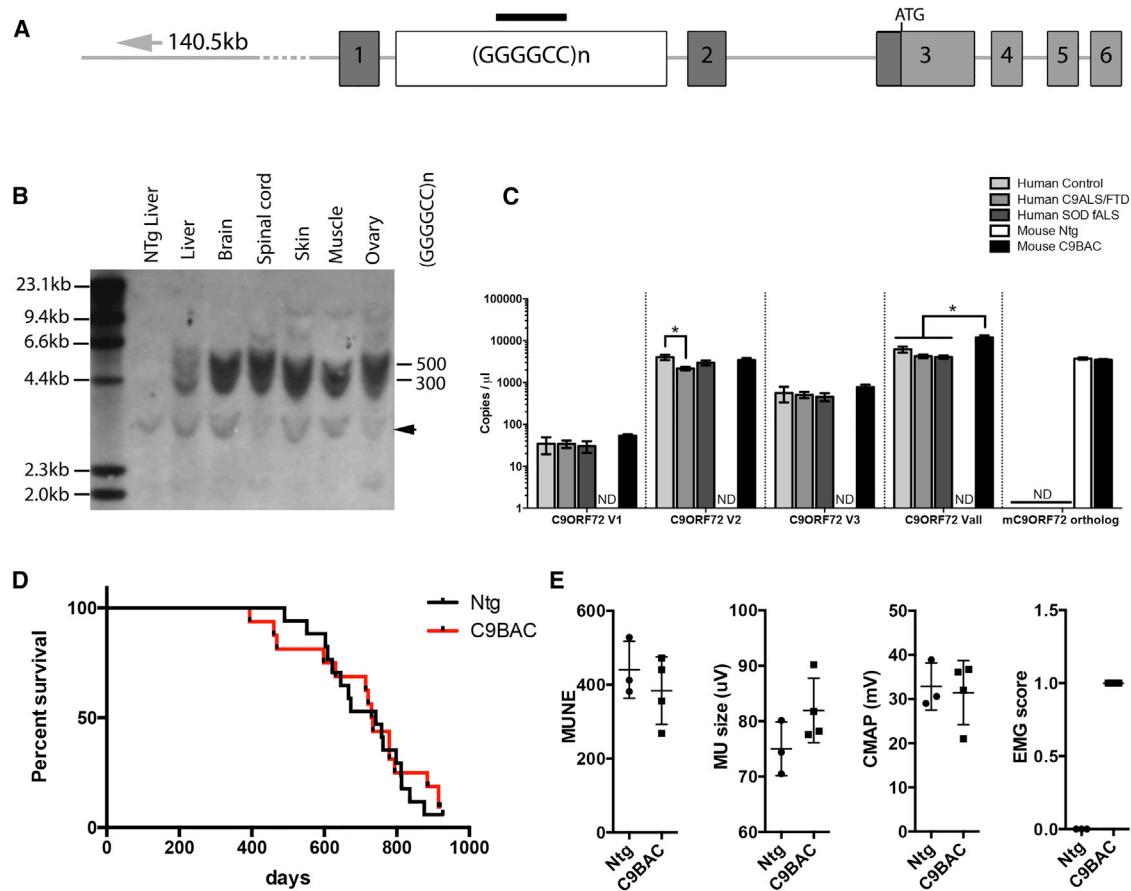 A
140.5kb
1
(GGGGCC)n
2
ATG
3
4
5
6
B
NTg Liver
Liver
Brain
Spinal cord
Skin
Muscle
Ovary
(GGGGCC)n
23.1kb
9.4kb
6.6kb
4.4kb
2.3kb
2.0kb
500
300
C
Human Control
Human C9ALS/FTD
Human SOD fALS
Mouse Ntg
Mouse C9BAC
Copies / µl
100000
10000
1000
100
10
1
*
*
ND
ND
ND
ND
ND
C9ORF72 V1
C9ORF72 V2
C9ORF72 V3
C9ORF72 Vall
mC9ORF72 ortholog
D
Percent survival
100
50
0
Ntg
C9BAC
0
200
400
600
800
1000
days
E
MUNE
600
400
200
0
Ntg
C9BAC
MU size (uV)
100
90
80
70
60
Ntg
C9BAC
CMAP (mV)
50
40
30
20
10
0
Ntg
C9BAC
EMG score
1.5
1.0
0.5
0.0
Ntg
C9BAC